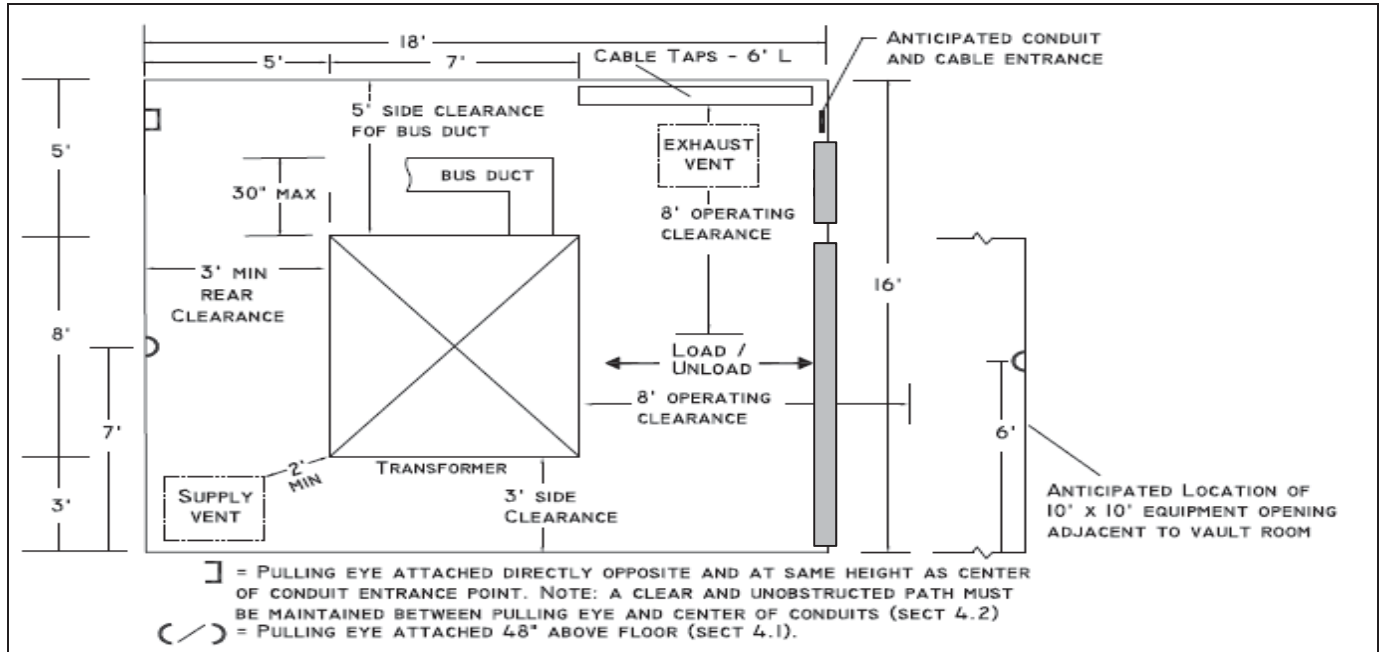 18'
5'
7'
CABLE TAPS - 6' L
ANTICIPATED CONDUIT
AND CABLE ENTRANCE
5' SIDE CLEARANCE
FOF BUS DUCT
5'
EXHAUST
VENT
BUS DUCT
30" MAX
8' OPERATING
CLEARANCE
3' MIN
REAR
CLEARANCE
16'
8'
LOAD /
UNLOAD
8' OPERATING
CLEARANCE
7'
6'
TRANSFORMER
2'
MIN
SUPPLY
VENT
3'
3' SIDE
CLEARANCE
ANTICIPATED LOCATION OF
10' X 10' EQUIPMENT OPENING
ADJACENT TO VAULT ROOM
= PULLING EYE ATTACHED DIRECTLY OPPOSITE AND AT SAME HEIGHT AS CENTER
OF CONDUIT ENTRANCE POINT. NOTE: A CLEAR AND UNOBSTRUCTED PATH MUST
BE MAINTAINED BETWEEN PULLING EYE AND CENTER OF CONDUITS (SECT 4.2)
= PULLING EYE ATTACHED 48" ABOVE FLOOR (SECT 4.1).